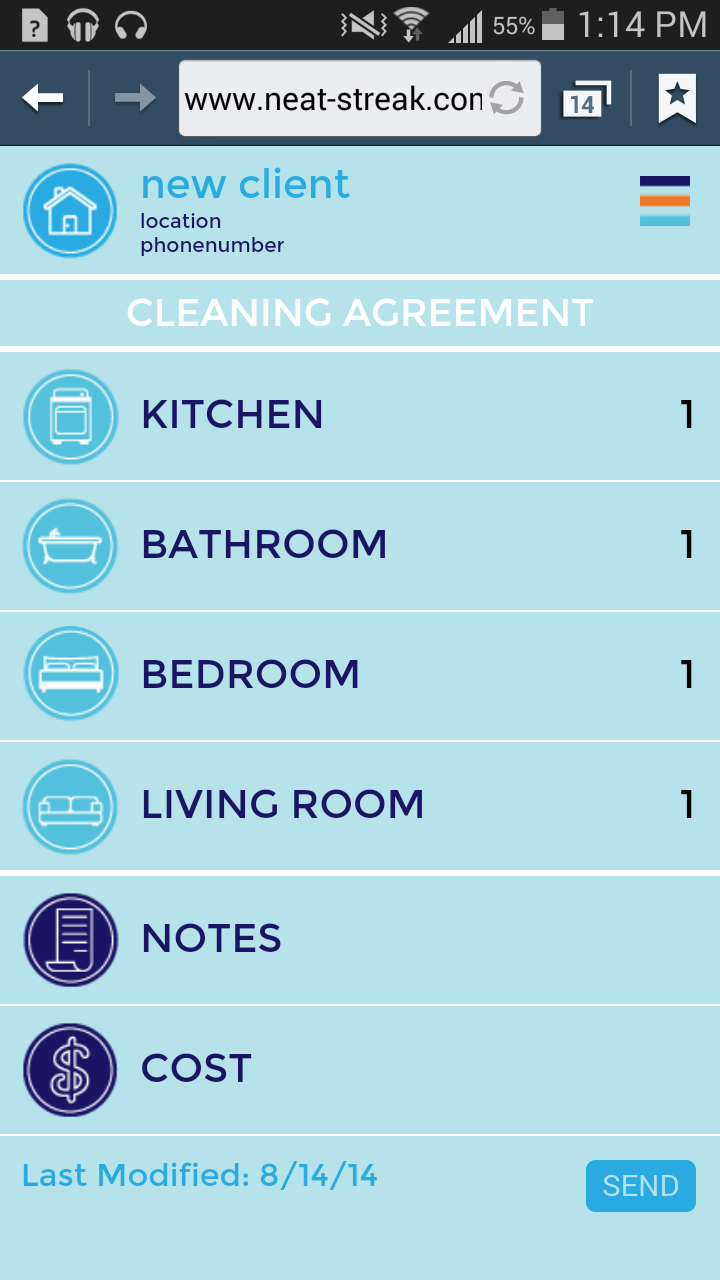 55% 1:14 PM
www.neat-streak.con
14
new client
location
phonenumber
CLEANING AGREEMENT
KITCHEN 1
BATHROOM 1
BEDROOM 1
LIVING ROOM 1
NOTES
COST
Last Modified: 8/14/14
SEND